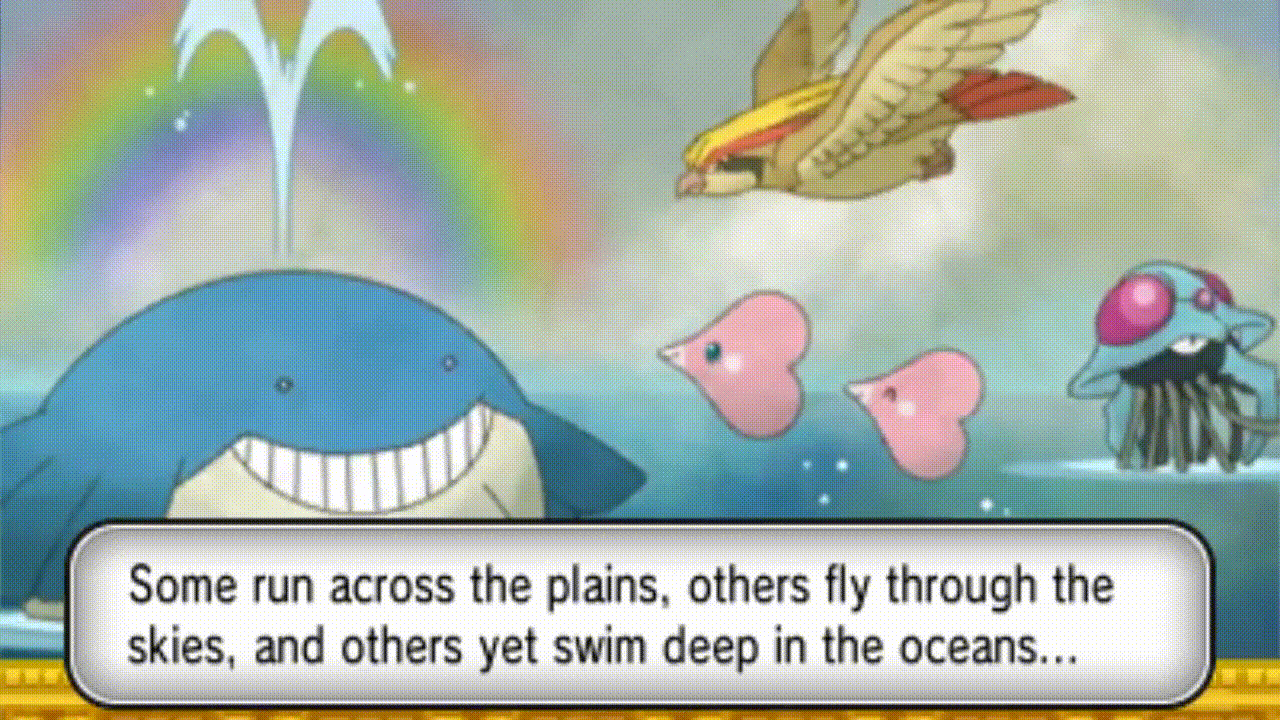 Some run across the plains, others fly through the
skies, and others yet swim deep in the oceans...